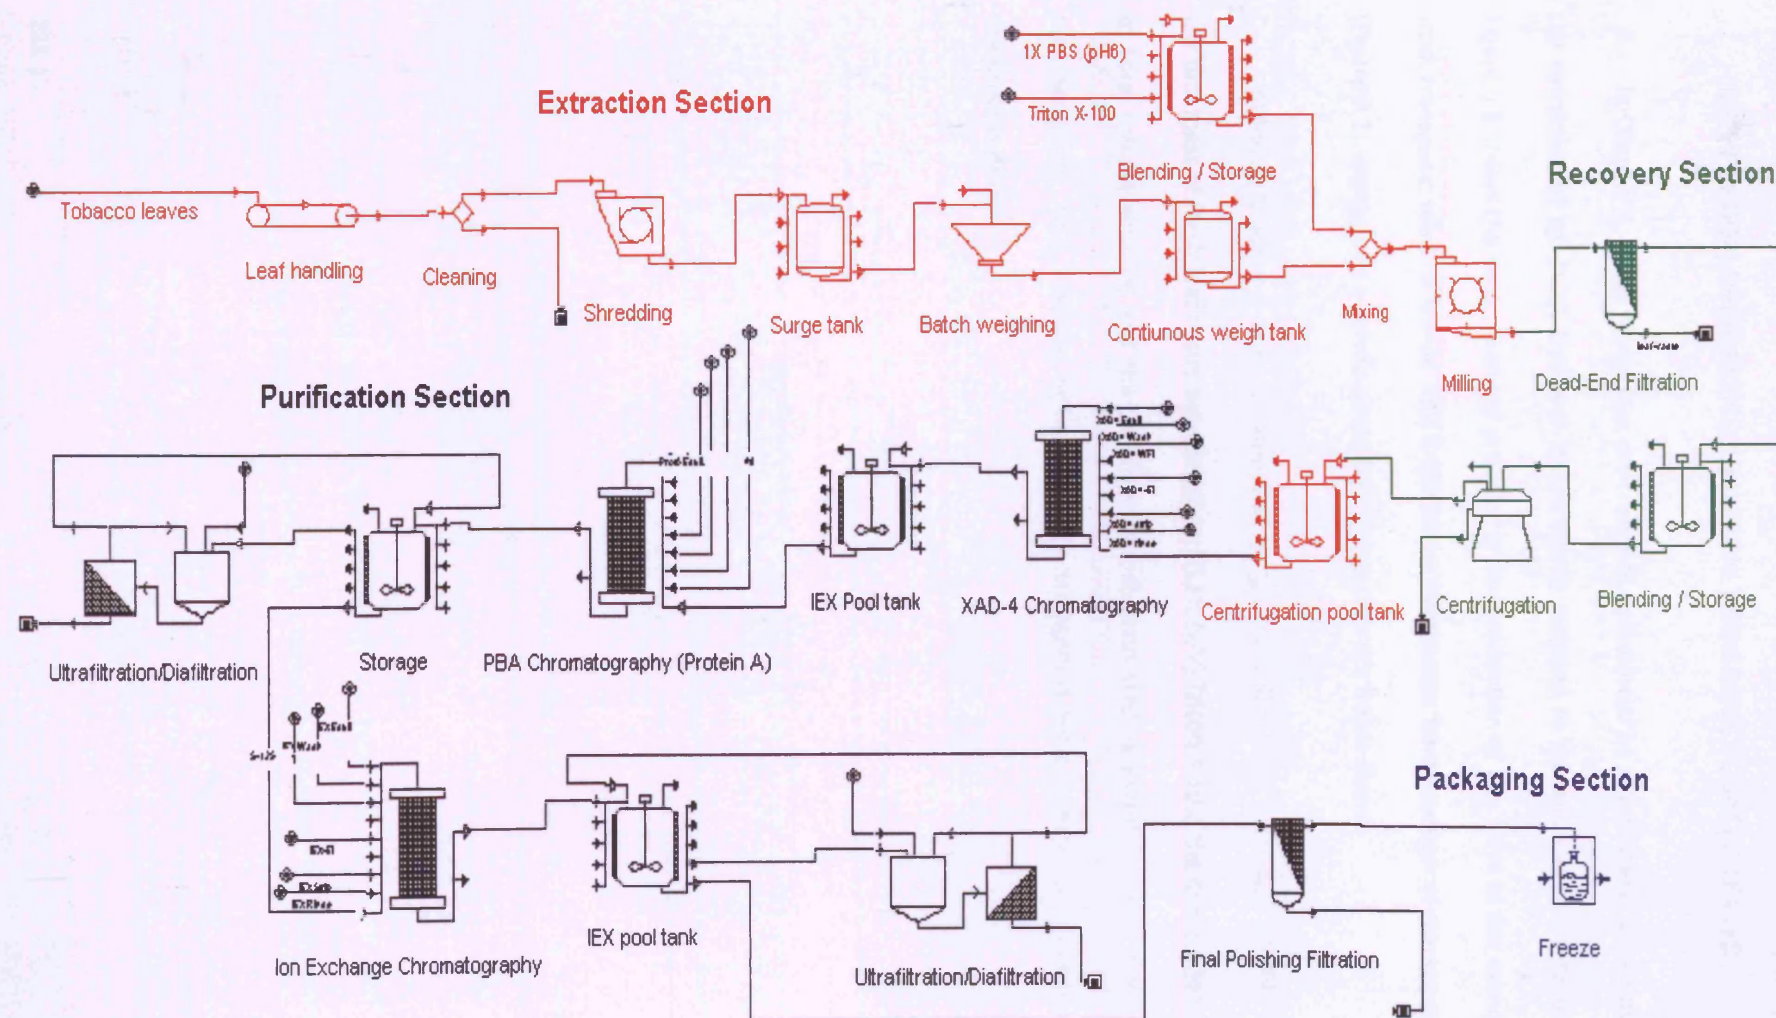 1X PBS (pH6)
Triton X-100
Blending / Storage
Extraction Section
Recovery Section
Tobacco leaves
Leaf handling
Cleaning
Shredding
Surge tank
Batch weighing
Contiunous weigh tank
Mixing
Milling
Dead-End Filtration
Purification Section
Ultrafiltration/Diafiltration
Storage
PBA Chromatography (Protein A)
IEX Pool tank
XAD-4 Chromatography
Centrifugation pool tank
Centrifugation
Blending / Storage
Ion Exchange Chromatography
IEX pool tank
Ultrafiltration/Diafiltration
Packaging Section
Final Polishing Filtration
Freeze